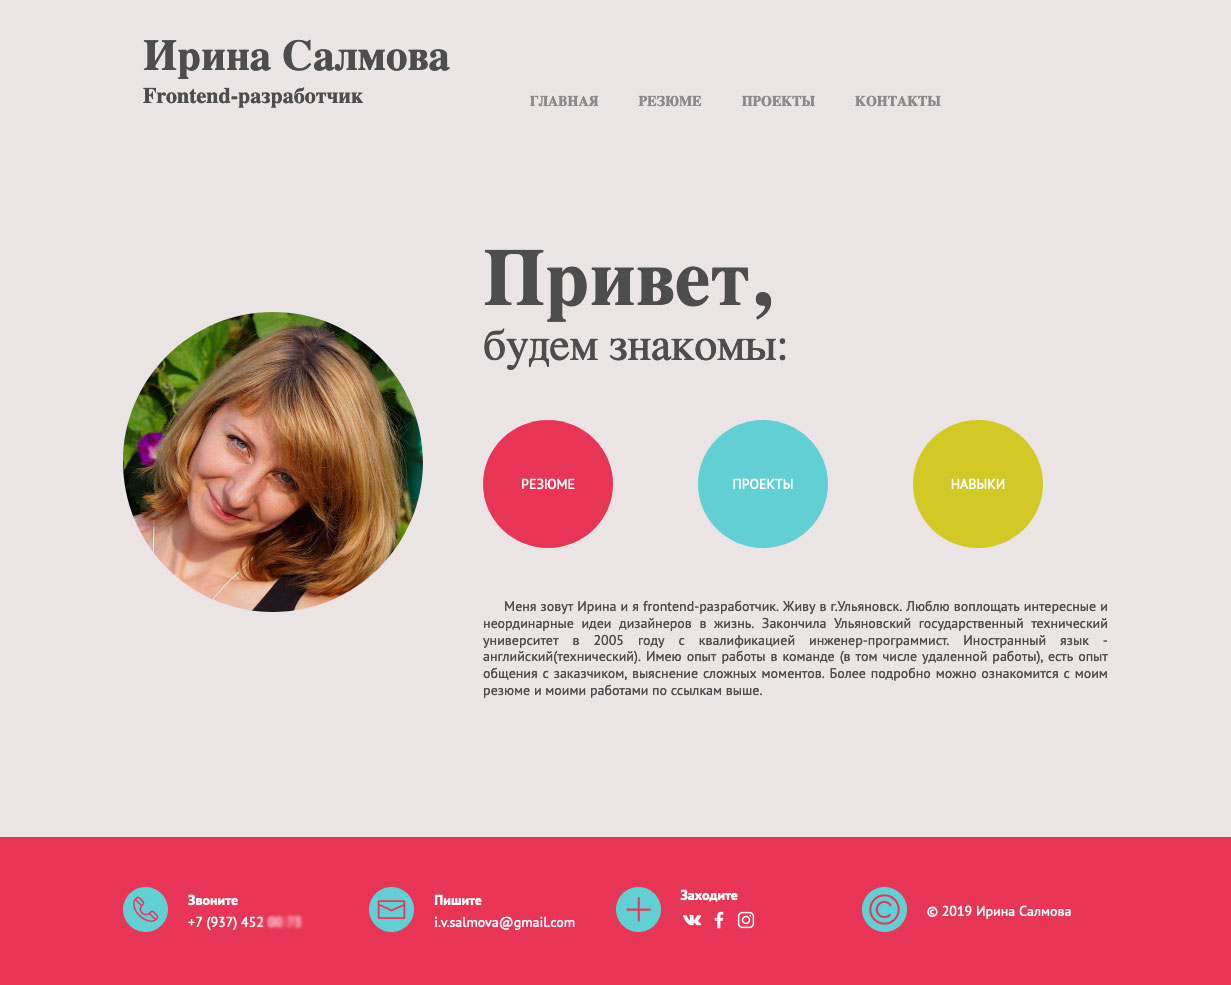 Ирина Салмова
Frontend-разработчик
ГЛАВНАЯ РЕЗЮМЕ ПРОЕКТЫ КОНТАКТЫ
Привет,
будем знакомы:
РЕЗЮМЕ ПРОЕКТЫ НАВЫКИ
Меня зовут Ирина и я frontend-разработчик. Живу в г.Ульяновск. Люблю воплощать интересные и
неординарные идеи дизайнеров в жизнь. Закончила Ульяновский государственный технический
университет в 2005 году с квалификацией инженер-программист. Иностранный язык -
английский(технический). Имею опыт работы в команде (в том числе удаленной работы), есть опыт
общения с заказчиком, выяснение сложных моментов. Более подробно можно ознакомится с моим
резюме и моими работами по ссылкам выше.
Звоните
+7 (937) 452
Пишите
i.v.salmova@gmail.com
Заходите
© 2019 Ирина Салмова